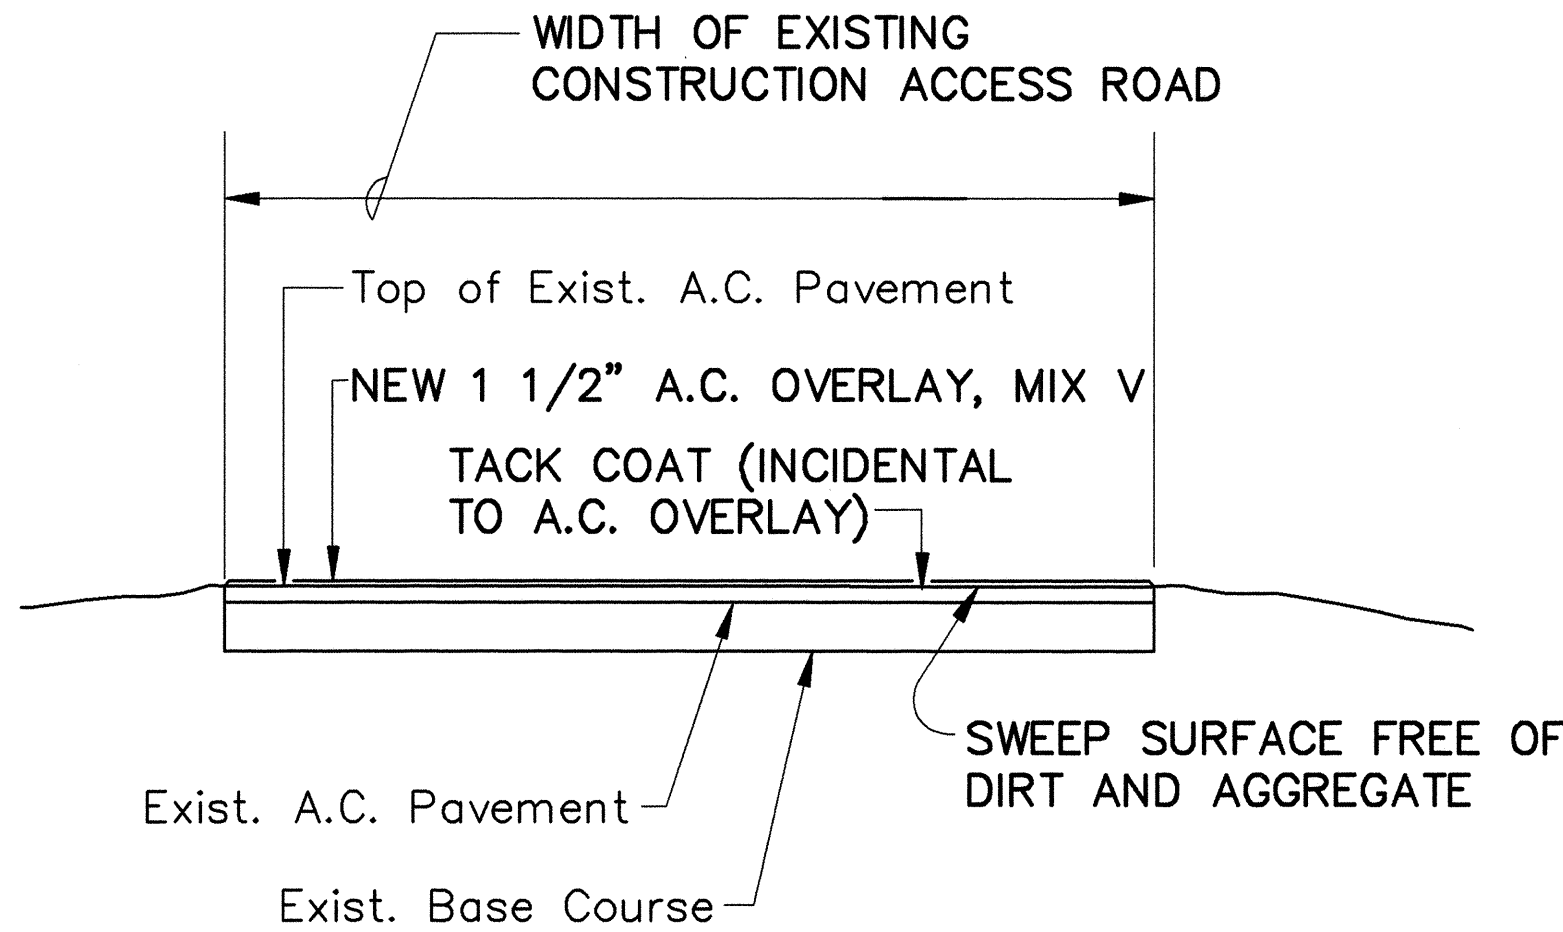 WIDTH OF EXISTING
CONSTRUCTION ACCESS ROAD
Top of Exist. A.C. Pavement
NEW 1 1/2" A.C. OVERLAY, MIX V
TACK COAT (INCIDENTAL
TO A.C. OVERLAY)
SWEEP SURFACE FREE OF
DIRT AND AGGREGATE
Exist. A.C. Pavement
Exist. Base Course